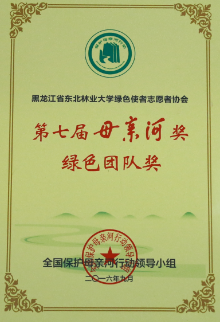 黑龙江省东北林业大学绿色使者志愿者协会
第七届母亲河奖
绿色团队奖
全国保护母亲河行动领导小组
二〇一六年九月